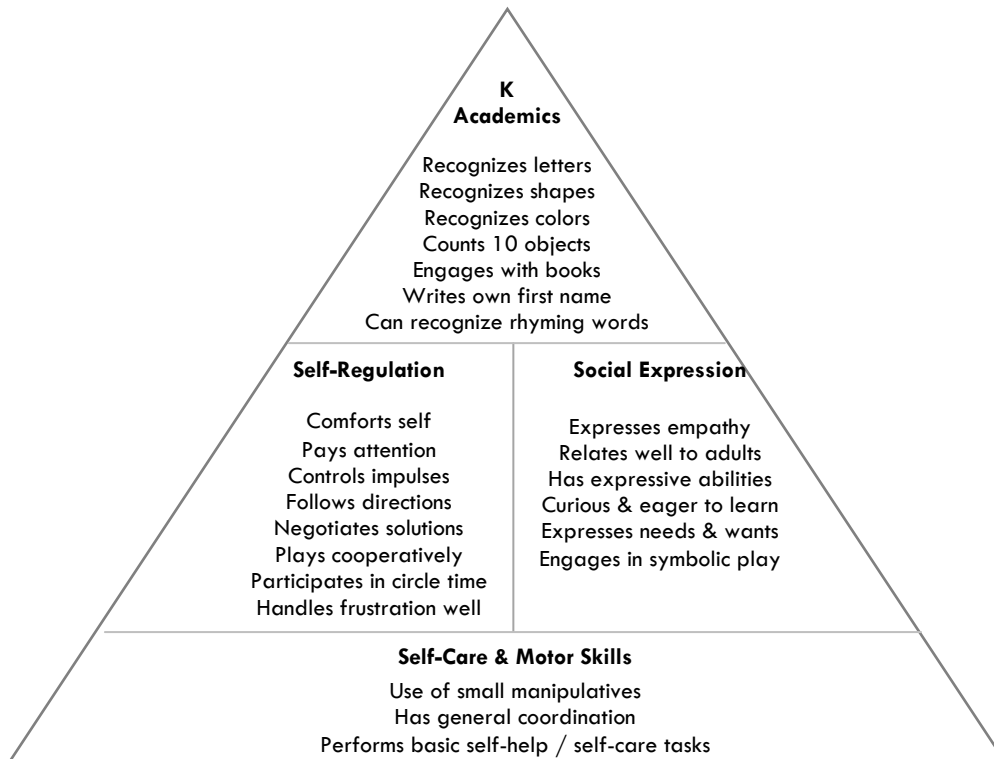 K
Academics
Recognizes letters
Recognizes shapes
Recognizes colors
Counts 10 objects
Engages with books
Writes own first name
Can recognize rhyming words
Self-Regulation
Comforts self
Pays attention
Controls impulses
Follows directions
Negotiates solutions
Plays cooperatively
Participates in circle time
Handles frustration well
Social Expression
Expresses empathy
Relates well to adults
Has expressive abilities
Curious & eager to learn
Expresses needs & wants
Engages in symbolic play
Self-Care & Motor Skills
Use of small manipulatives
Has general coordination
Performs basic self-help / self-care tasks